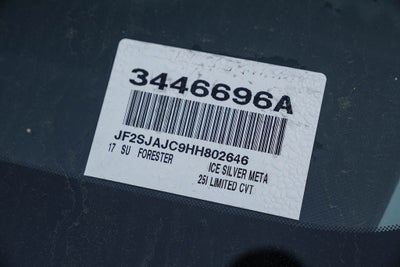 3446696A
JF2SJAJC9HH802646
17 SU FORESTER
ICE SILVER META
25I LIMITED CVT